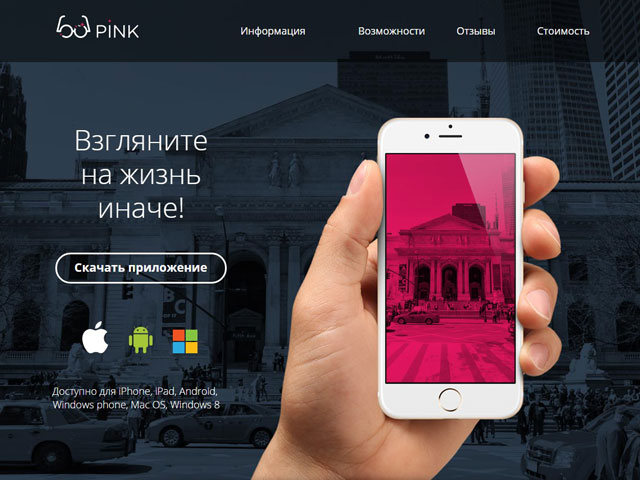 PINK
Информация
Возможности
Отзывы
Стоимость
Взгляните
на жизнь
иначе!
Скачать приложение
Доступно для iPhone, iPad, Android,
Windows phone, Mac OS, Windows 8